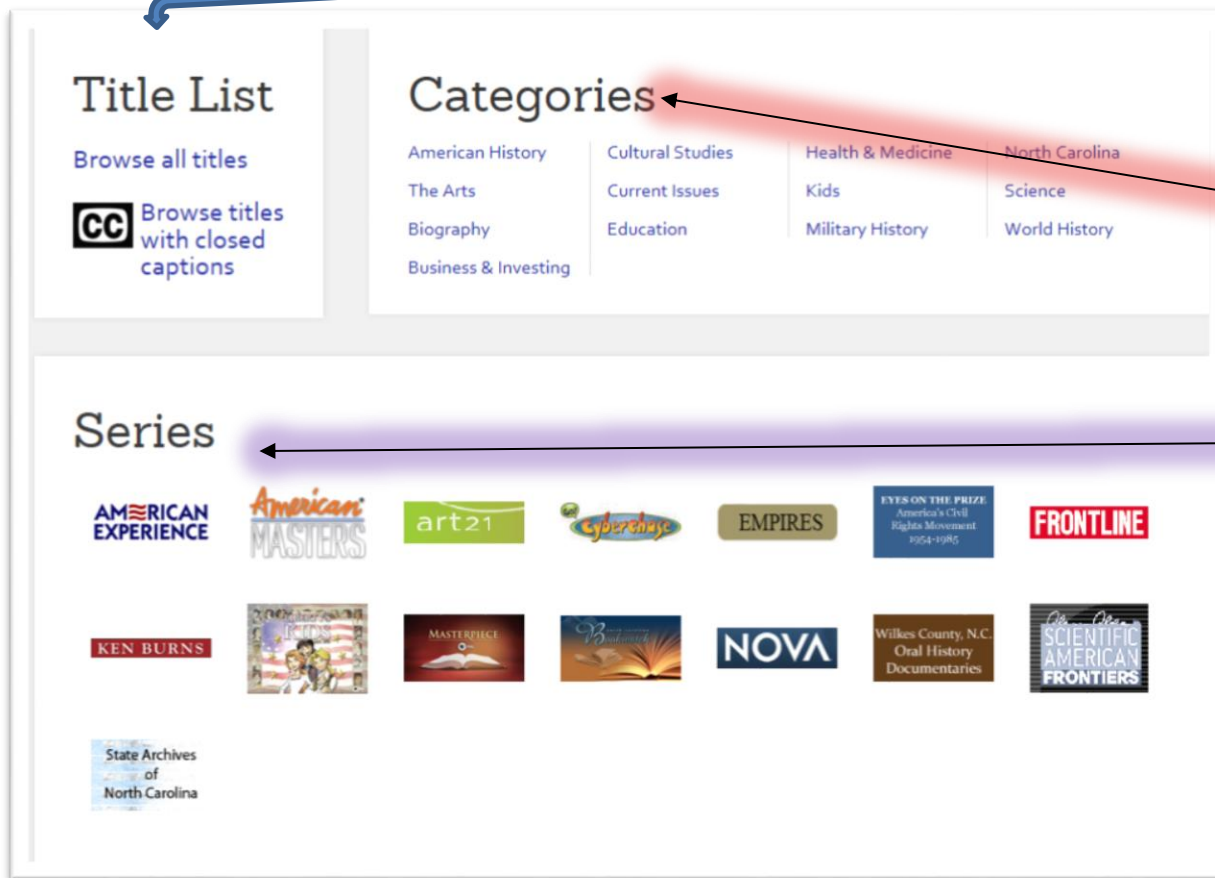 Title List
Browse all titles
CC
Browse titles
with closed
captions
Categories
American History
The Arts
Biography
Business & Investing
Cultural Studies
Current Issues
Education
Health & Medicine
Kids
Military History
North Carolina
Science
World History
Series
AMERICAN
EXPERIENCE
American
MASTERS
art21
Cyberchase
EMPIRES
EYES ON THE PRIZE
America's Civil
Rights Movement
1954-1985
FRONTLINE
KEN BURNS
KIDS
MASTERPIECE
NOVA
Wilkes County, N.C.
Oral History
Documentaries
SCIENTIFIC
AMERICAN
FRONTIERS
State Archives
of
North Carolina